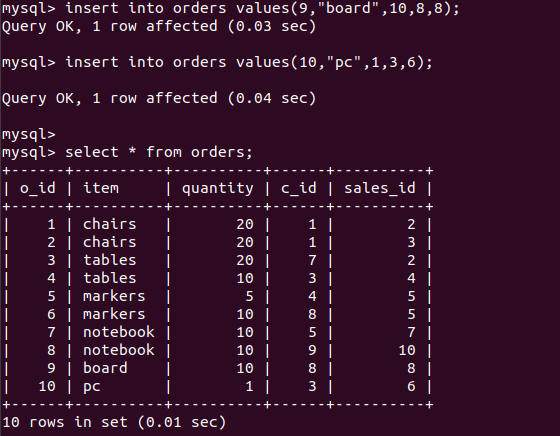 mysql> insert into orders values(9,"board",10,8,8);
Query OK, 1 row affected (0.03 sec)
mysql> insert into orders values(10,"pc",1,3,6);
Query OK, 1 row affected (0.04 sec)
mysql>
mysql> select * from orders;
+------+----------+----------+------+----------+
| o_id | item     | quantity | c_id | sales_id |
+------+----------+----------+------+----------+
|    1 | chairs   |       20 |    1 |        2 |
|    2 | chairs   |       20 |    1 |        3 |
|    3 | tables   |       20 |    7 |        2 |
|    4 | tables   |       10 |    3 |        4 |
|    5 | markers  |        5 |    4 |        5 |
|    6 | markers  |       10 |    8 |        5 |
|    7 | notebook |       10 |    5 |        7 |
|    8 | notebook |       10 |    9 |       10 |
|    9 | board    |       10 |    8 |        8 |
|   10 | pc       |        1 |    3 |        6 |
+------+----------+----------+------+----------+
10 rows in set (0.01 sec)